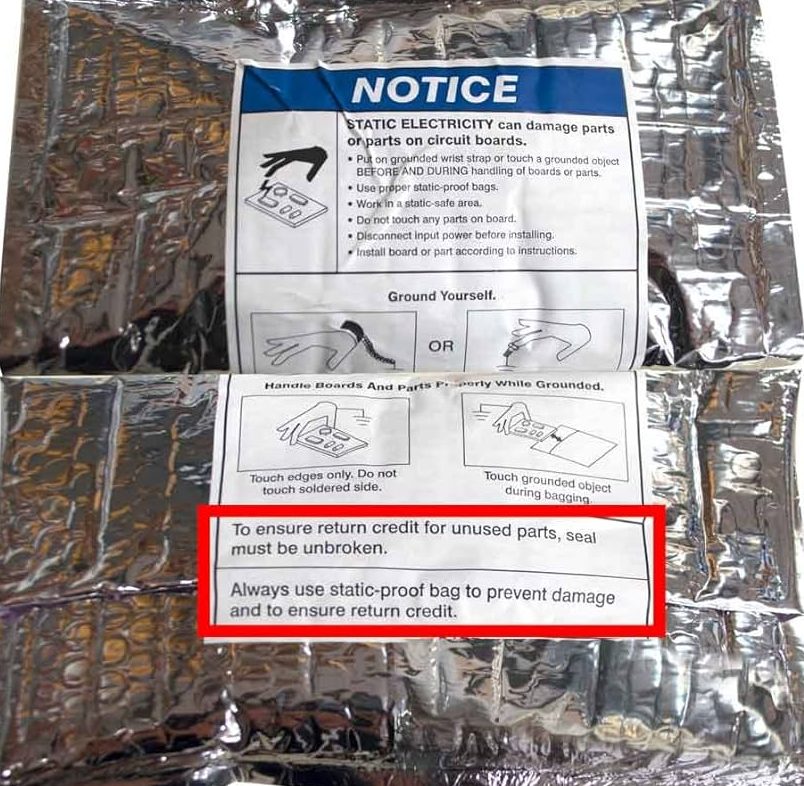 NOTICE
STATIC ELECTRICITY can damage parts
or parts on circuit boards.
• Put on grounded wrist strap or touch a grounded object
BEFORE AND DURING handling of boards or parts.
• Use proper static-proof bags.
• Work in a static-safe area.
• Do not touch any parts on board.
• Disconnect input power before installing.
• Install board or part according to instructions.
Ground Yourself.
OR
Handle Boards And Parts Properly While Grounded.
Touch edges only. Do not
touch soldered side.
Touch grounded object
during bagging.
To ensure return credit for unused parts, seal
must be unbroken.
Always use static-proof bag to prevent damage
and to ensure return credit.